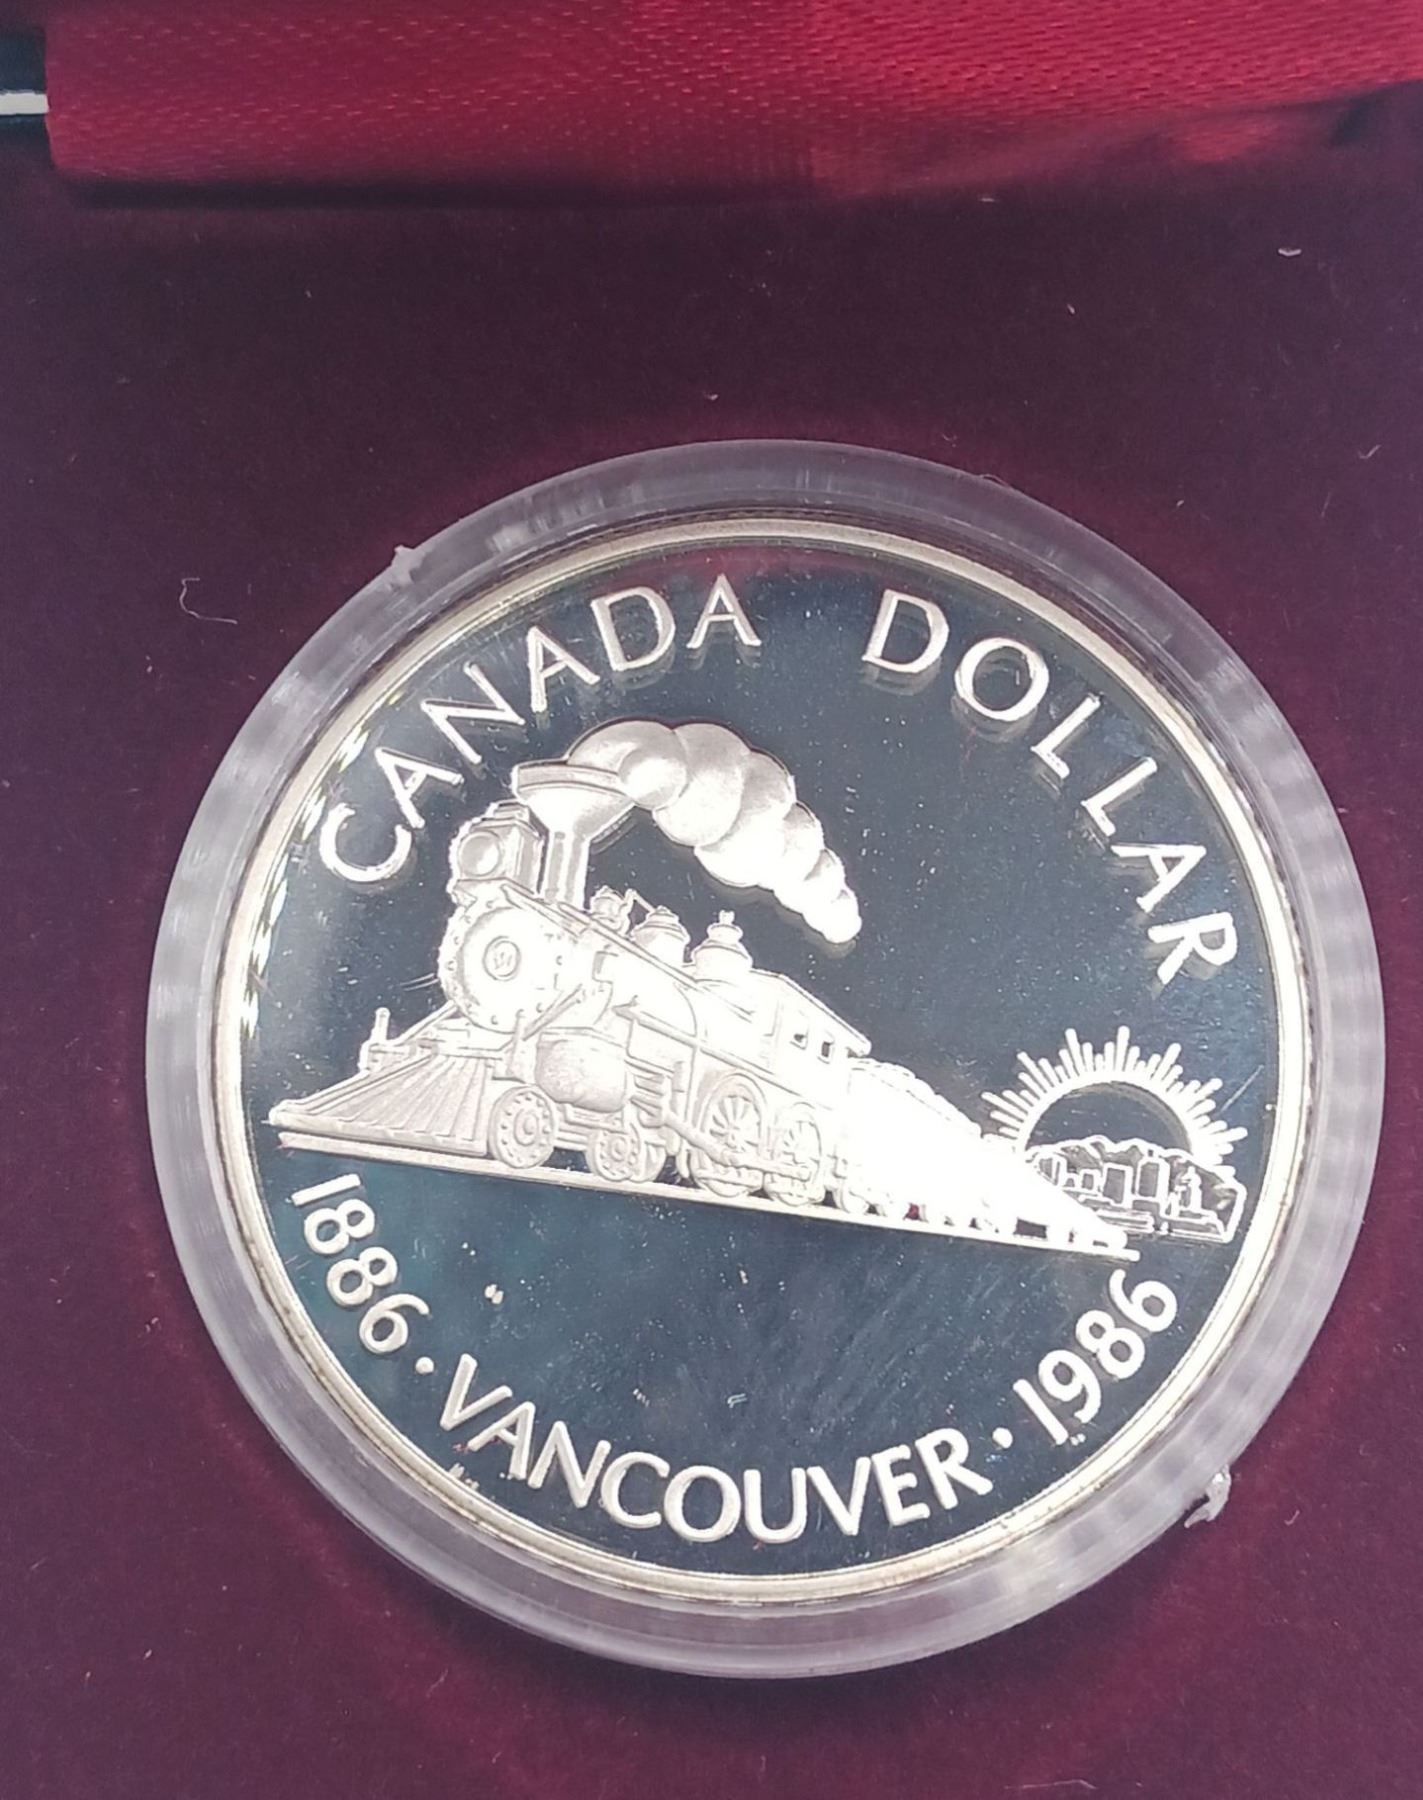 CANADA DOLLAR
1886 · VANCOUVER · 1986